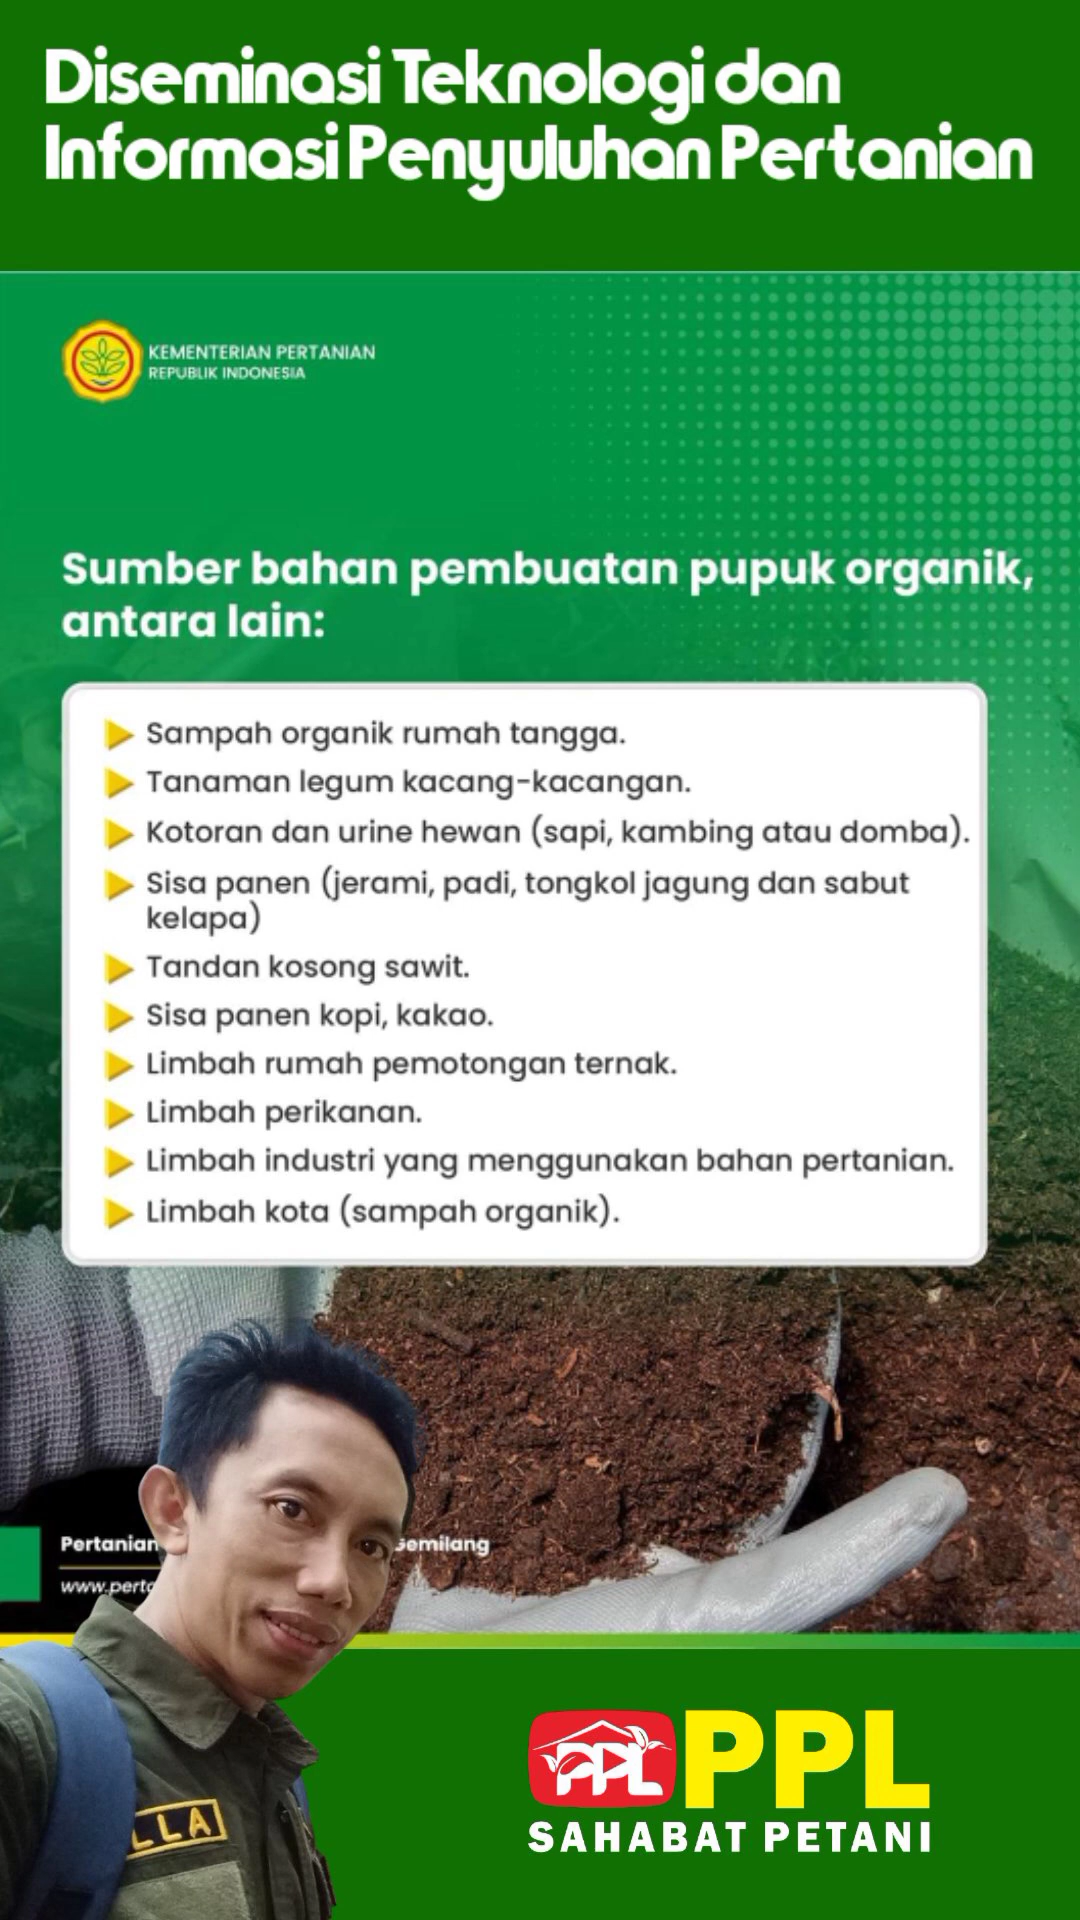 Diseminasi Teknologi dan
Informasi Penyuluhan Pertanian
KEMENTERIAN PERTANIAN
REPUBLIK INDONESIA
Sumber bahan pembuatan pupuk organik,
antara lain:
Sampah organik rumah tangga.
Tanaman legum kacang-kacangan.
Kotoran dan urine hewan (sapi, kambing atau domba).
Sisa panen (jerami, padi, tongkol jagung dan sabut
kelapa)
Tandan kosong sawit.
Sisa panen kopi, kakao.
Limbah rumah pemotongan ternak.
Limbah perikanan.
Limbah industri yang menggunakan bahan pertanian.
Limbah kota (sampah organik).
Pertanian
PPL PPL
SAHABAT PETANI